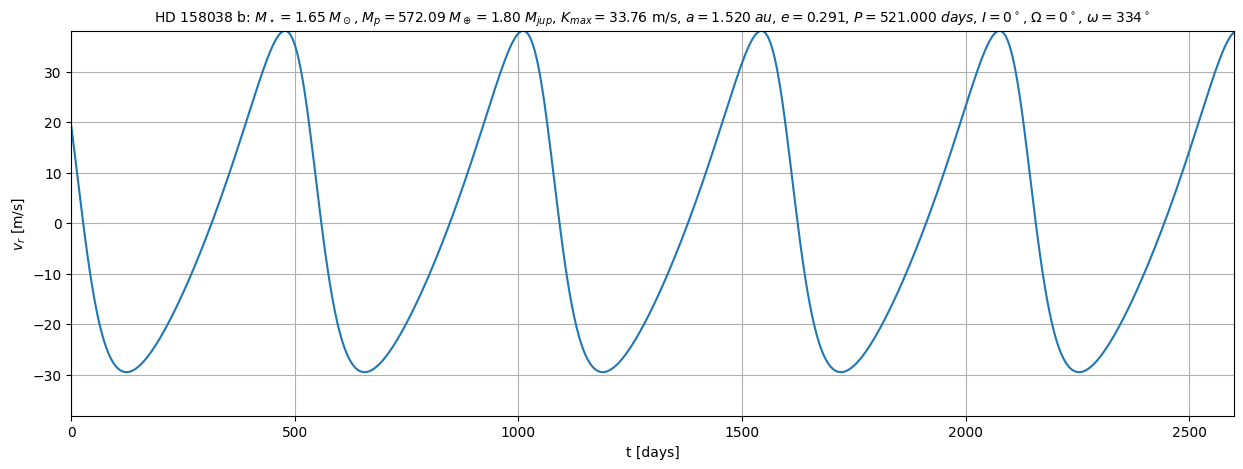 HD 158038 b: M⋆ = 1.65 M⊙, Mp = 572.09 M⊕ = 1.80 Mjup, Kmax = 33.76 m/s, a = 1.520 au, e = 0.291, P = 521.000 days, I = 0°, Ω = 0°, ω = 334°
30
20
10
0
−10
−20
−30
vr [m/s]
0 500 1000 1500 2000 2500
t [days]